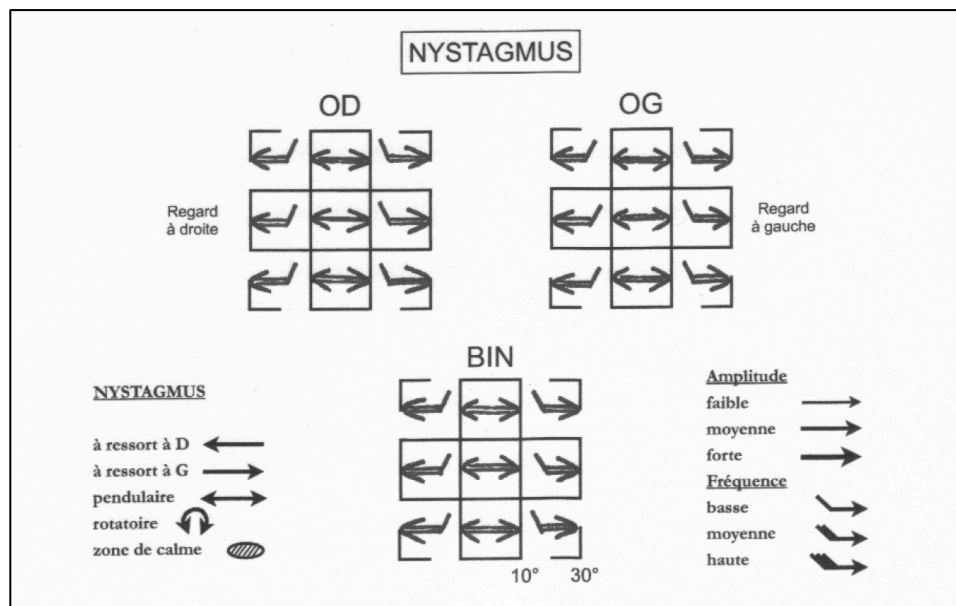 NYSTAGMUS
OD
OG
Regard
à droite
Regard
à gauche
BIN
10°
30°
NYSTAGMUS
à ressort à D
à ressort à G
pendulaire
rotatoire
zone de calme
Amplitude
faible
moyenne
forte
Fréquence
basse
moyenne
haute